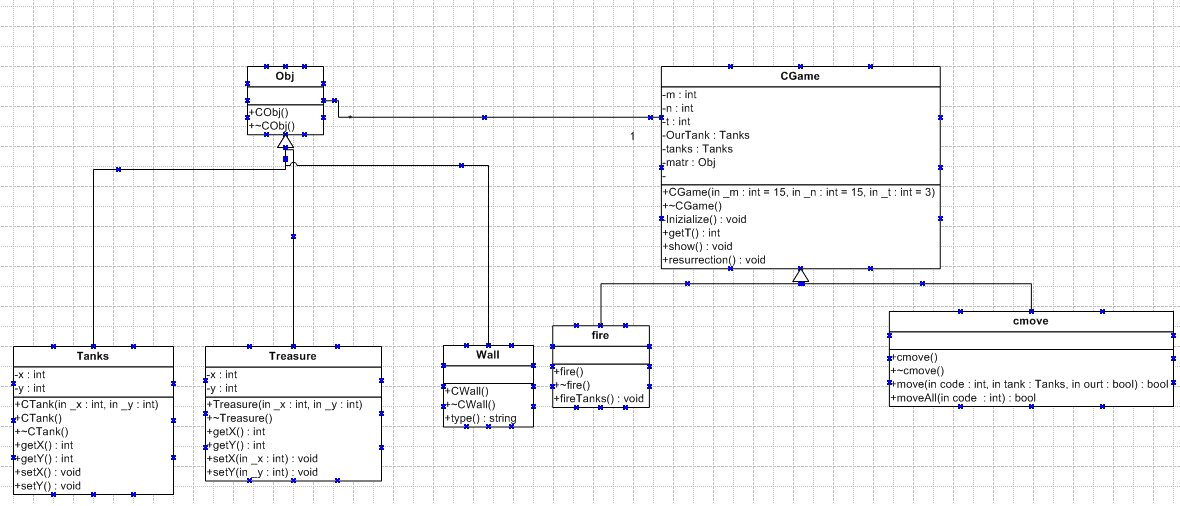 Obj
+CObj()
+~CObj()
*
1
CGame
-m : int
-n : int
-t : int
-OurTank : Tanks
-tanks : Tanks
-matr : Obj
-
+CGame(in _m : int = 15, in _n : int = 15, in _t : int = 3)
+~CGame()
-Inizialize() : void
+getT() : int
+show() : void
+resurrection() : void
Tanks
-x : int
-y : int
+CTank(in _x : int, in _y : int)
+CTank()
+~CTank()
+getX() : int
+getY() : int
+setX() : void
+setY() : void
Treasure
-x : int
-y : int
+Treasure(in _x : int, in _y : int)
+~Treasure()
+getX() : int
+getY() : int
+setX(in _x : int) : void
+setY(in _y : int) : void
Wall
+CWall()
+~CWall()
+type() : string
fire
+fire()
+~fire()
+fireTanks() : void
cmove
+cmove()
+~cmove()
+move(in code : int, in tank : Tanks, in ourt : bool) : bool
+moveAll(in code : int) : bool